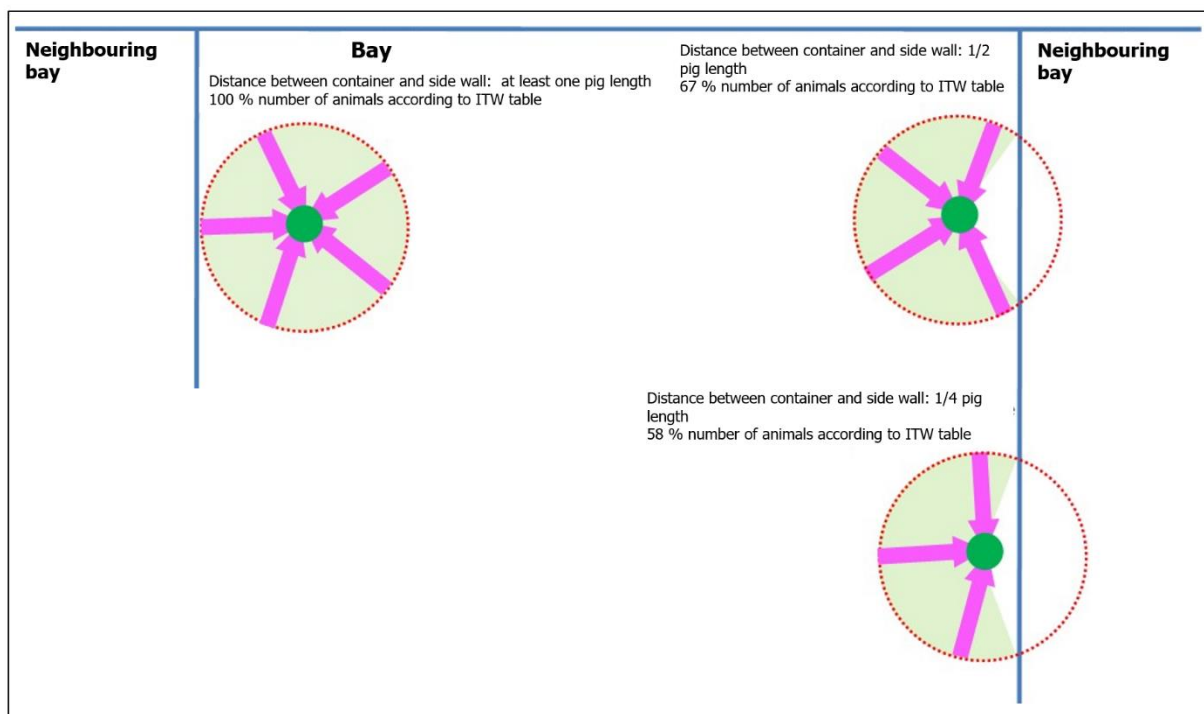 Neighbouring
bay
Bay
Distance between container and side wall:  at least one pig length
100 % number of animals according to ITW table
Distance between container and side wall: 1/2
pig length
67 % number of animals according to ITW table
Neighbouring
bay
Distance between container and side wall: 1/4 pig
length
58 % number of animals according to ITW table